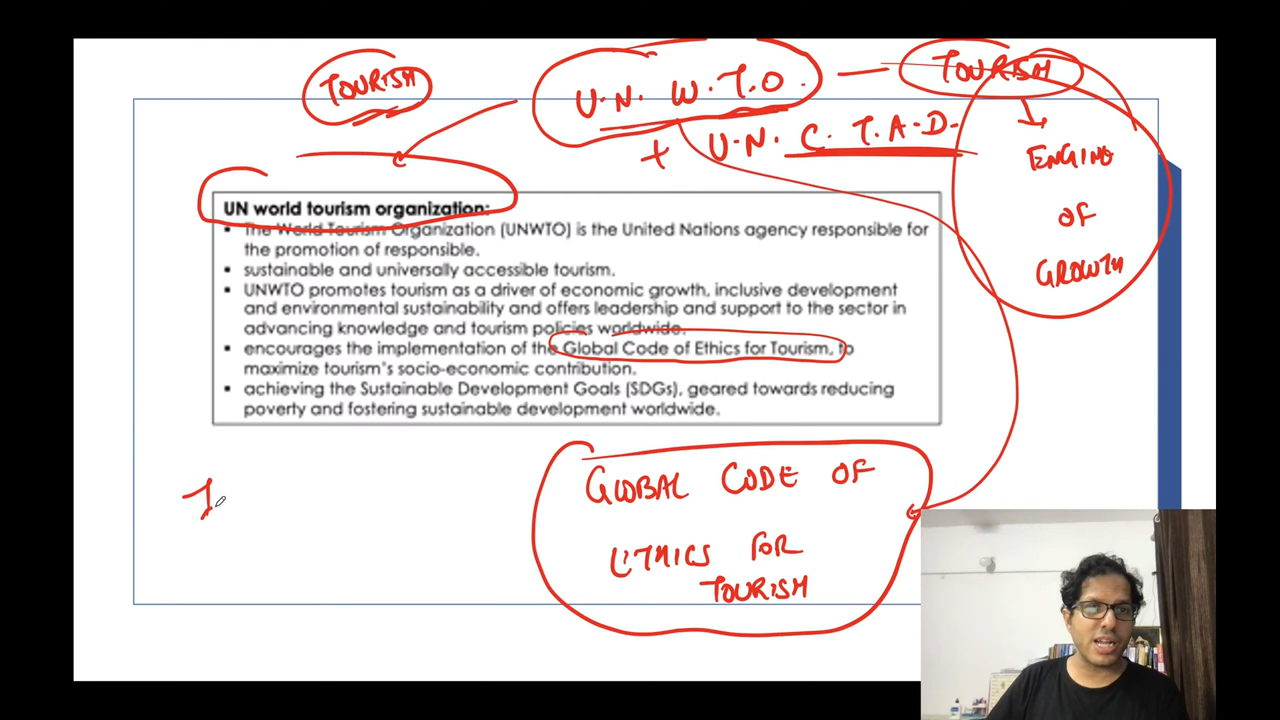 TOURISM
U.N. W.T.O. — TOURISM
+ U.N. C.T.A.D.
ENGINE
OF
GROWTH
UN world tourism organization:
▪ The World Tourism Organization (UNWTO) is the United Nations agency responsible for
the promotion of responsible.
▪ sustainable and universally accessible tourism.
▪ UNWTO promotes tourism as a driver of economic growth, inclusive development
and environmental sustainability and offers leadership and support to the sector in
advancing knowledge and tourism policies worldwide.
▪ encourages the implementation of the Global Code of Ethics for Tourism, to
maximize tourism's socio-economic contribution.
▪ achieving the Sustainable Development Goals (SDGs), geared towards reducing
poverty and fostering sustainable development worldwide.
GLOBAL CODE OF
ETHICS FOR
TOURISM